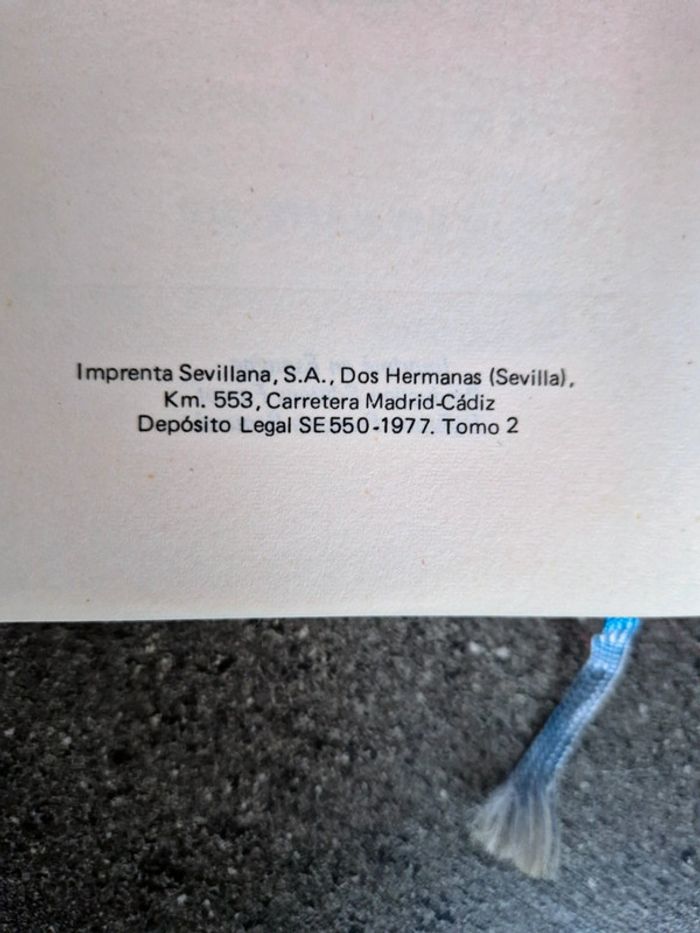 Imprenta Sevillana, S.A., Dos Hermanas (Sevilla),
Km. 553, Carretera Madrid-Cádiz
Depósito Legal SE 550-1977. Tomo 2